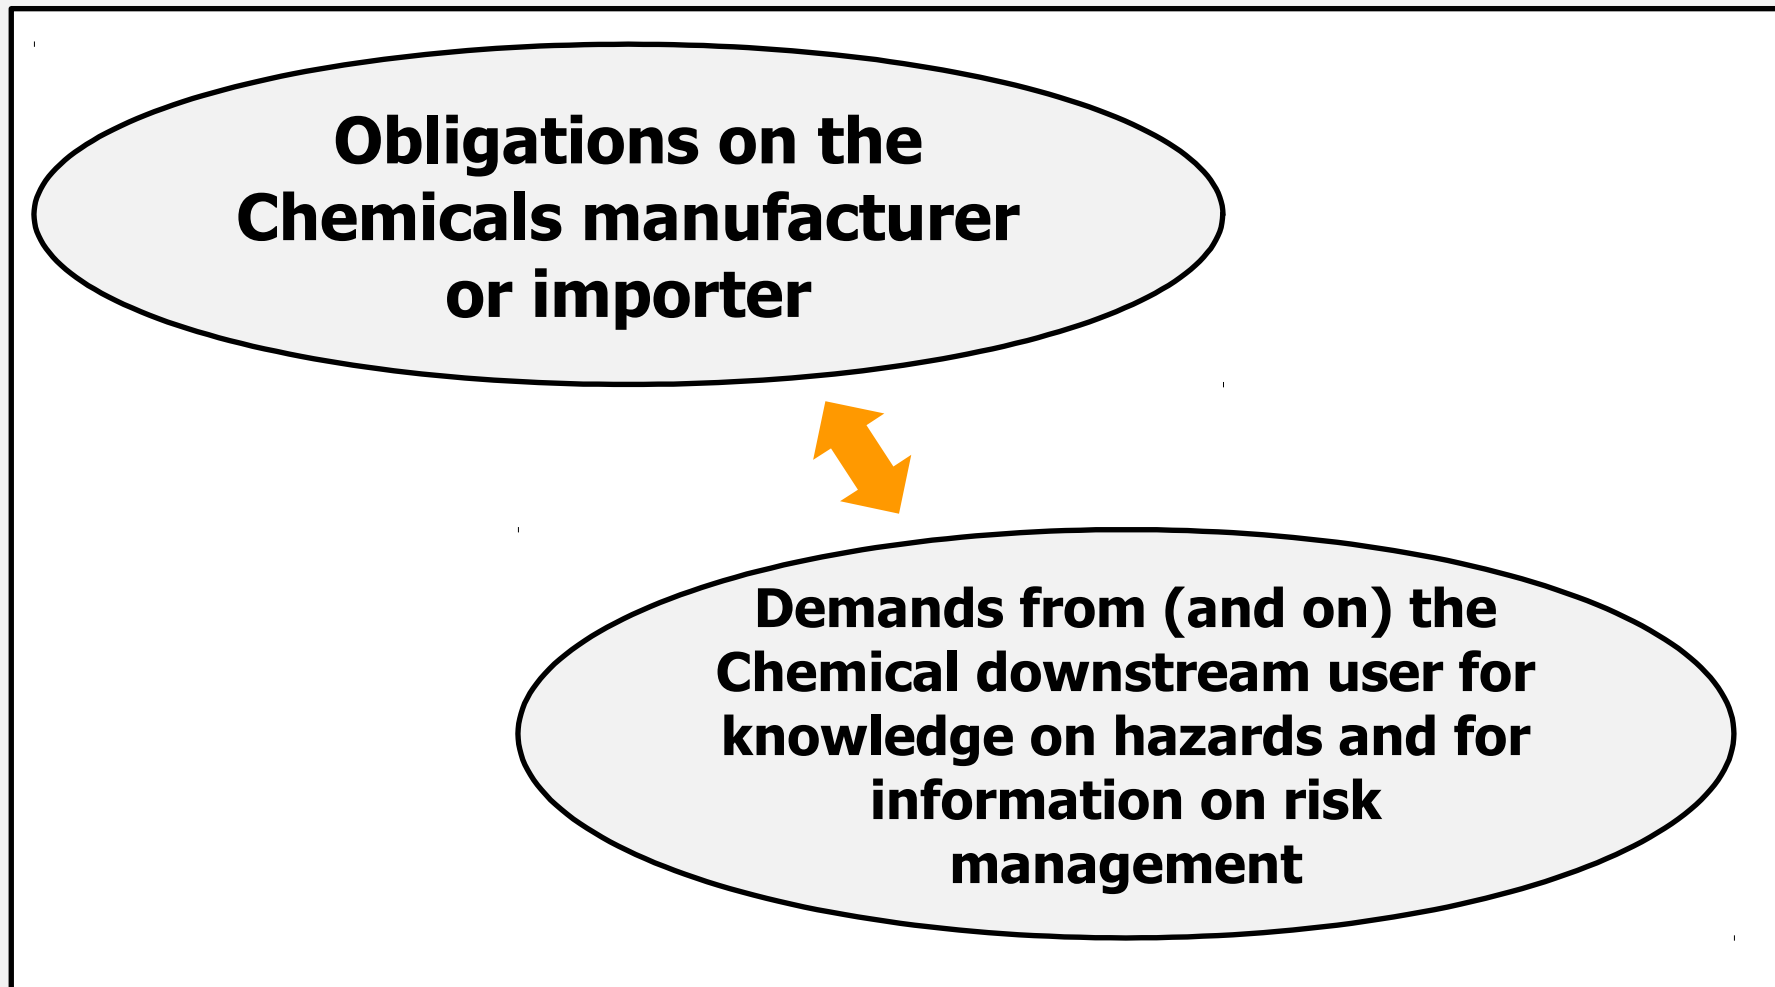 Obligations on the
Chemicals manufacturer
or importer
Demands from (and on) the
Chemical downstream user for
knowledge on hazards and for
information on risk
management